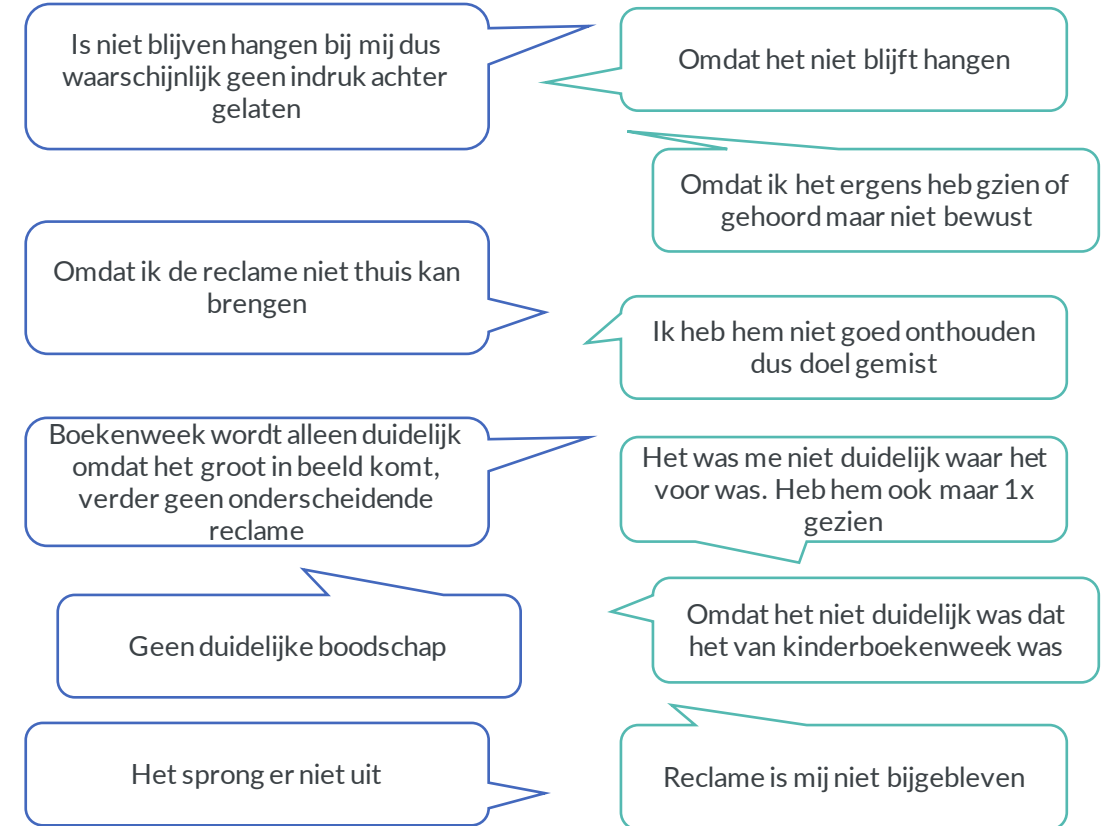 Is niet blijven hangen bij mij dus
waarschijnlijk geen indruk achter
gelaten
Omdat het niet blijft hangen
Omdat ik het ergens heb gzien of
gehoord maar niet bewust
Omdat ik de reclame niet thuis kan
brengen
Ik heb hem niet goed onthouden
dus doel gemist
Boekenweek wordt alleen duidelijk
omdat het groot in beeld komt,
verder geen onderscheidende
reclame
Het was me niet duidelijk waar het
voor was. Heb hem ook maar 1x
gezien
Geen duidelijke boodschap
Omdat het niet duidelijk was dat
het van kinderboekenweek was
Het sprong er niet uit
Reclame is mij niet bijgebleven